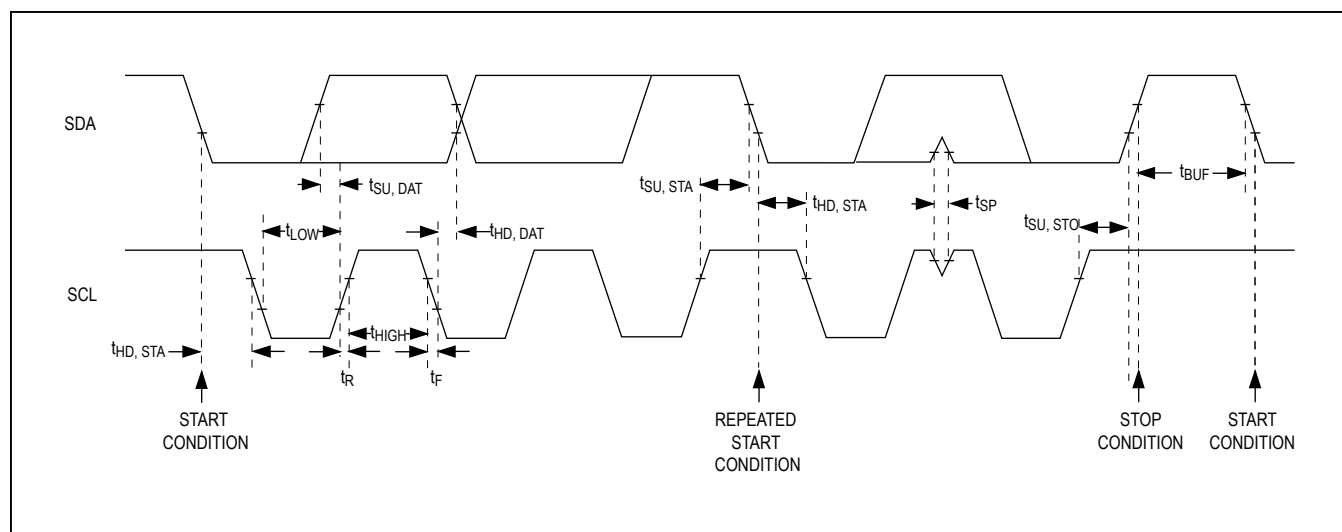 SDA
tSU, DAT
tSU, STA
tHD, STA
tSP
tBUF
tSU, STO
tLOW
tHD, DAT
SCL
tHIGH
tHD, STA
tR
tF
START
CONDITION
REPEATED
START
CONDITION
STOP
CONDITION
START
CONDITION